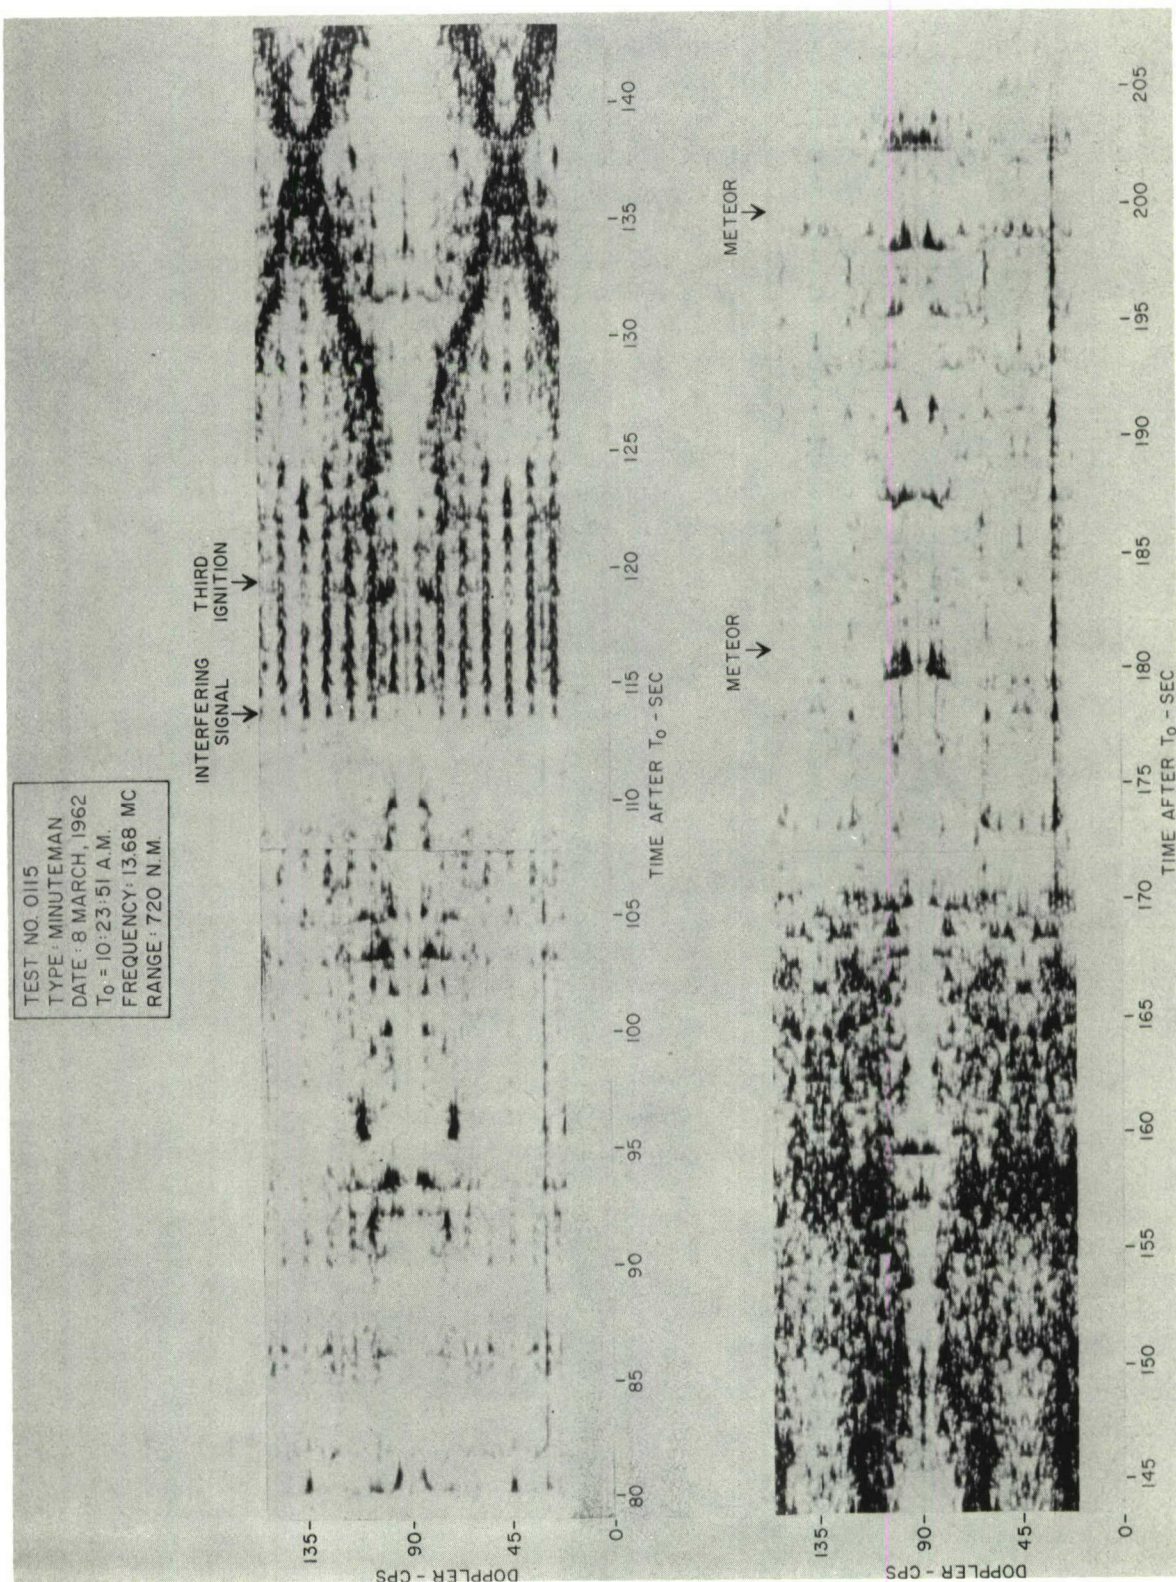 TEST NO. 0115
TYPE: MINUTEMAN
DATE: 8 MARCH, 1962
T₀ = 10:23:51 A.M.
FREQUENCY: 13.68 MC
RANGE: 720 N.M.
INTERFERING
SIGNAL
THIRD
IGNITION
DOPPLER - CPS
135-
90-
45-
0-
80 85 90 95 100 105 110 115 120 125 130 135 140
TIME AFTER T₀ - SEC
METEOR
METEOR
DOPPLER - CPS
135-
90-
45-
0-
145 150 155 160 165 170 175 180 185 190 195 200 205
TIME AFTER T₀ - SEC